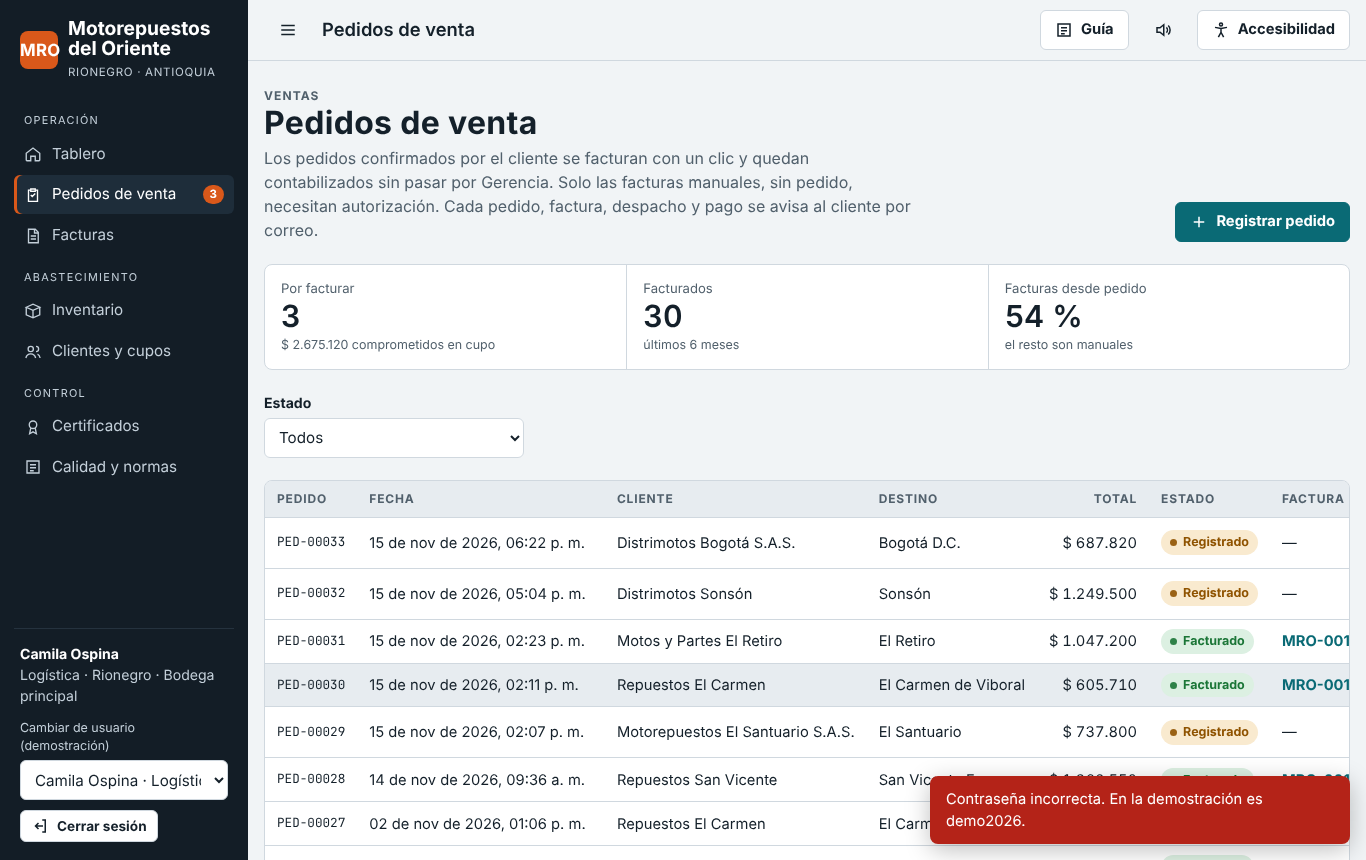 MRO
Motorepuestos
del Oriente
RIONEGRO · ANTIOQUIA
OPERACIÓN
Tablero
Pedidos de venta 3
Facturas
ABASTECIMIENTO
Inventario
Clientes y cupos
CONTROL
Certificados
Calidad y normas
Camila Ospina
Logística · Rionegro · Bodega
principal
Cambiar de usuario
(demostración)
Camila Ospina ·
Cerrar sesión
Pedidos de venta
Guía
Accesibilidad
VENTAS
Pedidos de venta
Los pedidos confirmados por el cliente se facturan con un clic y quedan
contabilizados sin pasar por Gerencia. Solo las facturas manuales, sin pedido,
necesitan autorización. Cada pedido, factura, despacho y pago se avisa al cliente por
correo.
+ Registrar pedido
Por facturar
3
$ 2.675.120 comprometidos en cupo
Facturados
30
últimos 6 meses
Facturas desde pedido
54 %
el resto son manuales
Estado
Todos
PEDIDO FECHA CLIENTE DESTINO TOTAL ESTADO FACTURA
PED-00033 15 de nov de 2026, 06:22 p. m. Distrimotos Bogotá S.A.S. Bogotá D.C. $ 687.820 Registrado —
PED-00032 15 de nov de 2026, 05:04 p. m. Distrimotos Sonsón Sonsón $ 1.249.500 Registrado —
PED-00031 15 de nov de 2026, 02:23 p. m. Motos y Partes El Retiro El Retiro $ 1.047.200 Facturado MRO-001
PED-00030 15 de nov de 2026, 02:11 p. m. Repuestos El Carmen El Carmen de Viboral $ 605.710 Facturado MRO-001
PED-00029 15 de nov de 2026, 02:07 p. m. Motorepuestos El Santuario S.A.S. El Santuario $ 737.800 Registrado —
PED-00028 14 de nov de 2026, 09:36 a. m. Repuestos San Vicente San
PED-00027 02 de nov de 2026, 01:06 p. m. Repuestos El Carmen El
Contraseña incorrecta. En la demostración es
demo2026.